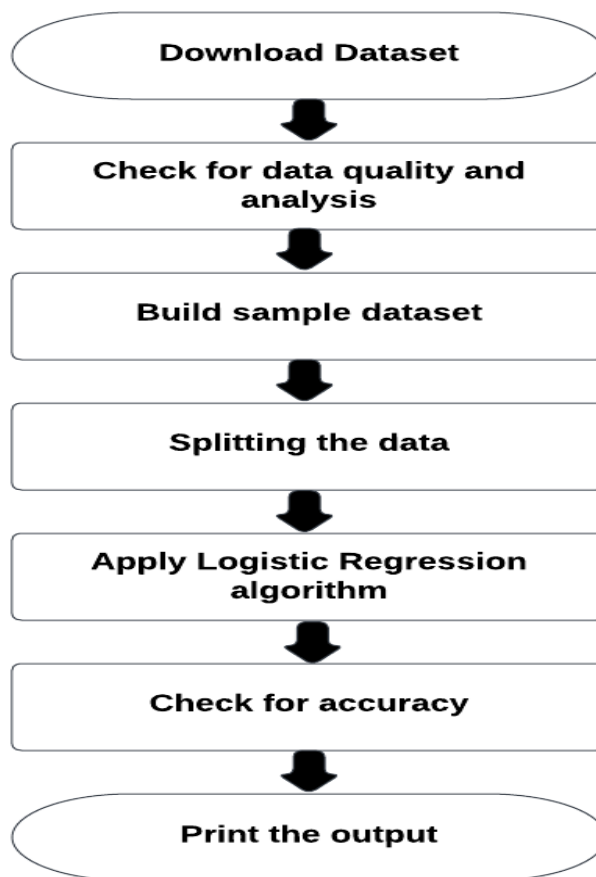 Download Dataset
Check for data quality and
analysis
Build sample dataset
Splitting the data
Apply Logistic Regression
algorithm
Check for accuracy
Print the output